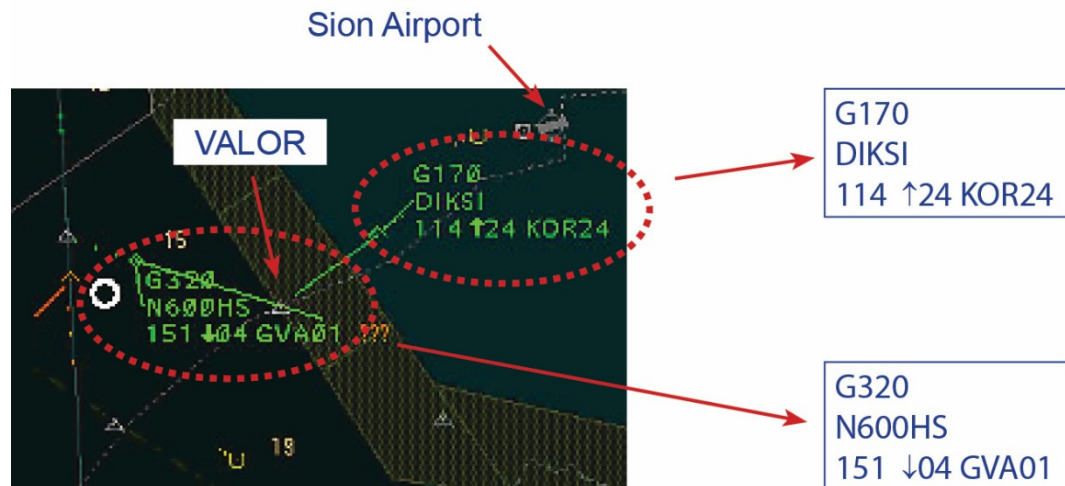 Sion Airport
VALOR
G170
DIKSI
114 ↑24 KOR24
15
G320
N600HS
151 ↓04 GVA01 ???
19
G170
DIKSI
114 ↑24 KOR24
G320
N600HS
151 ↓04 GVA01